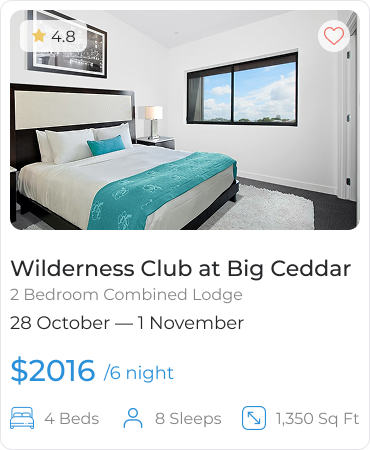 4.8
Wilderness Club at Big Ceddar
2 Bedroom Combined Lodge
28 October — 1 November
$2016 /6 night
4 Beds 8 Sleeps 1,350 Sq Ft